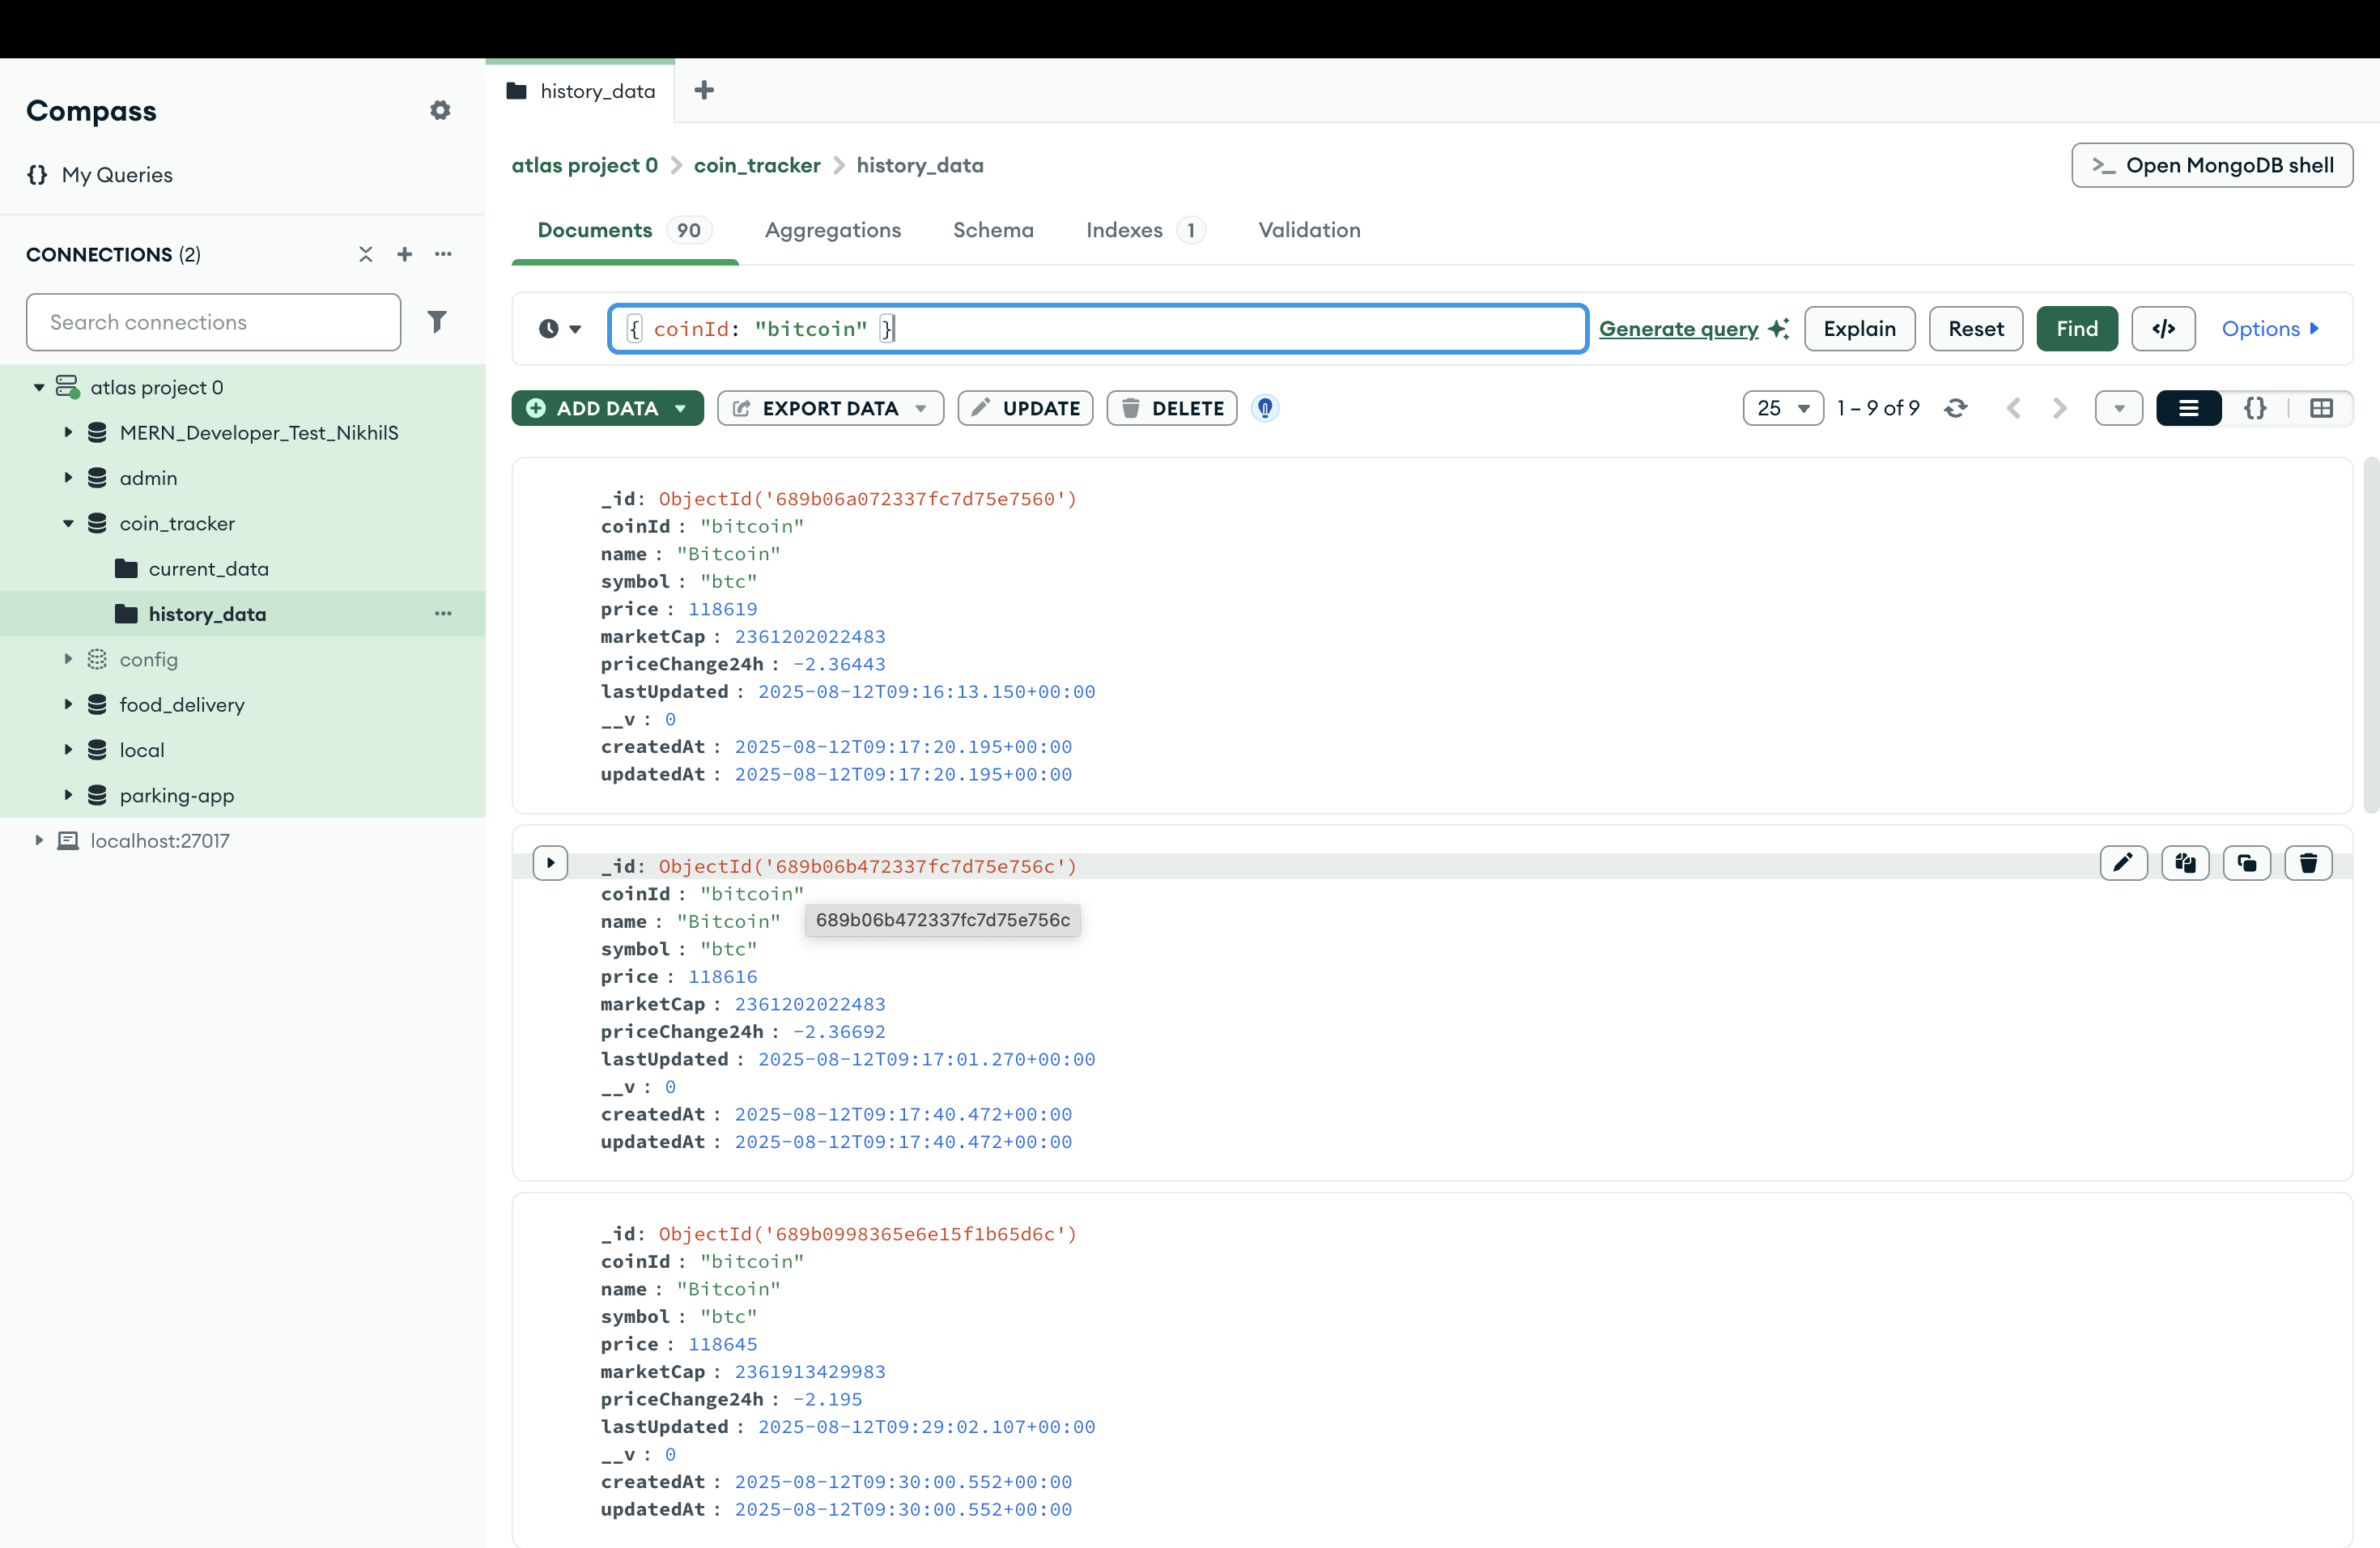 Compass
My Queries
CONNECTIONS (2)
Search connections
atlas project 0
MERN_Developer_Test_NikhilS
admin
coin_tracker
current_data
history_data
config
food_delivery
local
parking-app
localhost:27017
history_data
atlas project 0 > coin_tracker > history_data
>_ Open MongoDB shell
Documents 90 Aggregations Schema Indexes 1 Validation
{ coinId: "bitcoin" }
Generate query Explain Reset Find </> Options
ADD DATA EXPORT DATA UPDATE DELETE
25 1 – 9 of 9 {}
_id: ObjectId('689b06a072337fc7d75e7560')
coinId : "bitcoin"
name : "Bitcoin"
symbol : "btc"
price : 118619
marketCap : 2361202022483
priceChange24h : -2.36443
lastUpdated : 2025-08-12T09:16:13.150+00:00
__v : 0
createdAt : 2025-08-12T09:17:20.195+00:00
updatedAt : 2025-08-12T09:17:20.195+00:00
_id: ObjectId('689b06b472337fc7d75e756c')
coinId : "bitcoin"
name : "Bitcoin"
689b06b472337fc7d75e756c
symbol : "btc"
price : 118616
marketCap : 2361202022483
priceChange24h : -2.36692
lastUpdated : 2025-08-12T09:17:01.270+00:00
__v : 0
createdAt : 2025-08-12T09:17:40.472+00:00
updatedAt : 2025-08-12T09:17:40.472+00:00
_id: ObjectId('689b0998365e6e15f1b65d6c')
coinId : "bitcoin"
name : "Bitcoin"
symbol : "btc"
price : 118645
marketCap : 2361913429983
priceChange24h : -2.195
lastUpdated : 2025-08-12T09:29:02.107+00:00
__v : 0
createdAt : 2025-08-12T09:30:00.552+00:00
updatedAt : 2025-08-12T09:30:00.552+00:00